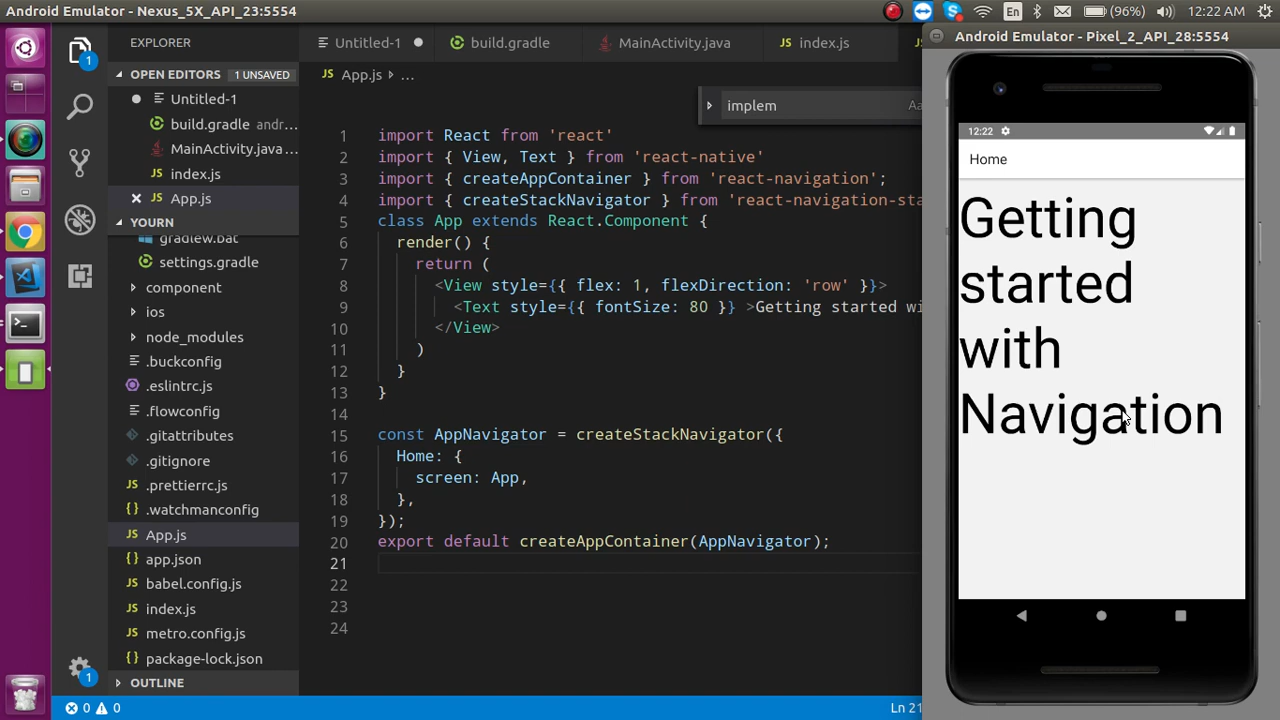 Android Emulator - Nexus_5X_API_23:5554
En
(96%)
12:22 AM
EXPLORER
OPEN EDITORS 1 UNSAVED
Untitled-1
build.gradle andr...
MainActivity.java...
index.js
App.js
YOURN
gradlew.bat
settings.gradle
component
ios
node_modules
.buckconfig
.eslintrc.js
.flowconfig
.gitattributes
.gitignore
.prettierrc.js
.watchmanconfig
App.js
app.json
babel.config.js
index.js
metro.config.js
package-lock.json
OUTLINE
1
1
0 0
Untitled-1
build.gradle
MainActivity.java
index.js
JS
App.js > ...
implem
Aa
1 import React from 'react'
2 import { View, Text } from 'react-native'
3 import { createAppContainer } from 'react-navigation';
4 import { createStackNavigator } from 'react-navigation-sta
5 class App extends React.Component {
6 render() {
7 return (
8 <View style={{ flex: 1, flexDirection: 'row' }}>
9 <Text style={{ fontSize: 80 }} >Getting started wi
10 </View>
11 )
12 }
13 }
14
15 const AppNavigator = createStackNavigator({
16 Home: {
17 screen: App,
18 },
19 });
20 export default createAppContainer(AppNavigator);
21
22
23
24
Ln 21
Android Emulator - Pixel_2_API_28:5554
12:22
Home
Getting
started
with
Navigation